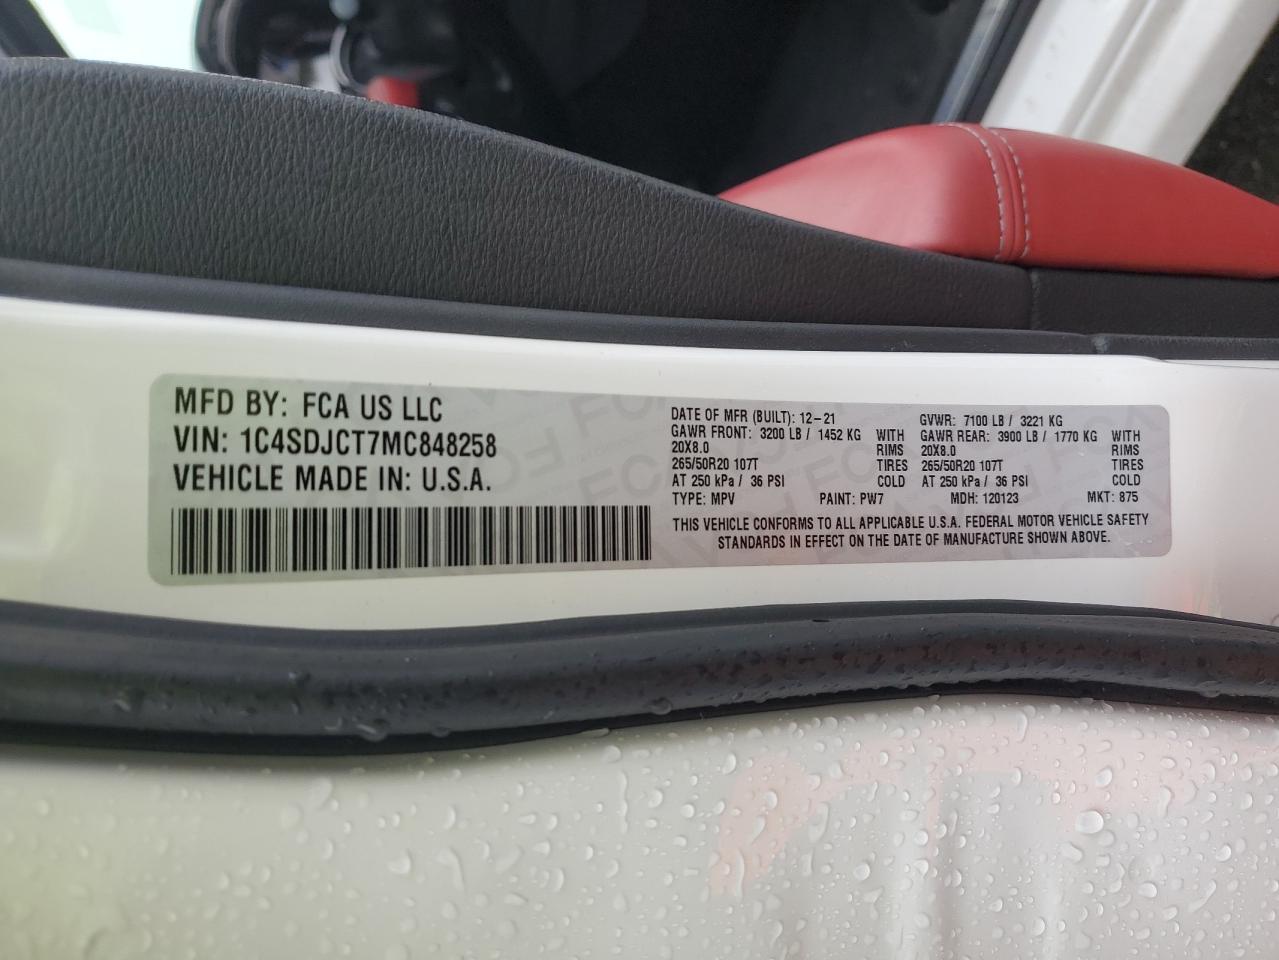 MFD BY: FCA US LLC
VIN: 1C4SDJCT7MC848258
VEHICLE MADE IN: U.S.A.
DATE OF MFR (BUILT): 12-21 GVWR: 7100 LB / 3221 KG
GAWR FRONT: 3200 LB / 1452 KG WITH GAWR REAR: 3900 LB / 1770 KG WITH
20X8.0 RIMS 20X8.0 RIMS
265/50R20 107T TIRES 265/50R20 107T TIRES
AT 250 kPa / 36 PSI COLD AT 250 kPa / 36 PSI COLD
TYPE: MPV PAINT: PW7 MDH: 120123 MKT: 875
THIS VEHICLE CONFORMS TO ALL APPLICABLE U.S.A. FEDERAL MOTOR VEHICLE SAFETY
STANDARDS IN EFFECT ON THE DATE OF MANUFACTURE SHOWN ABOVE.